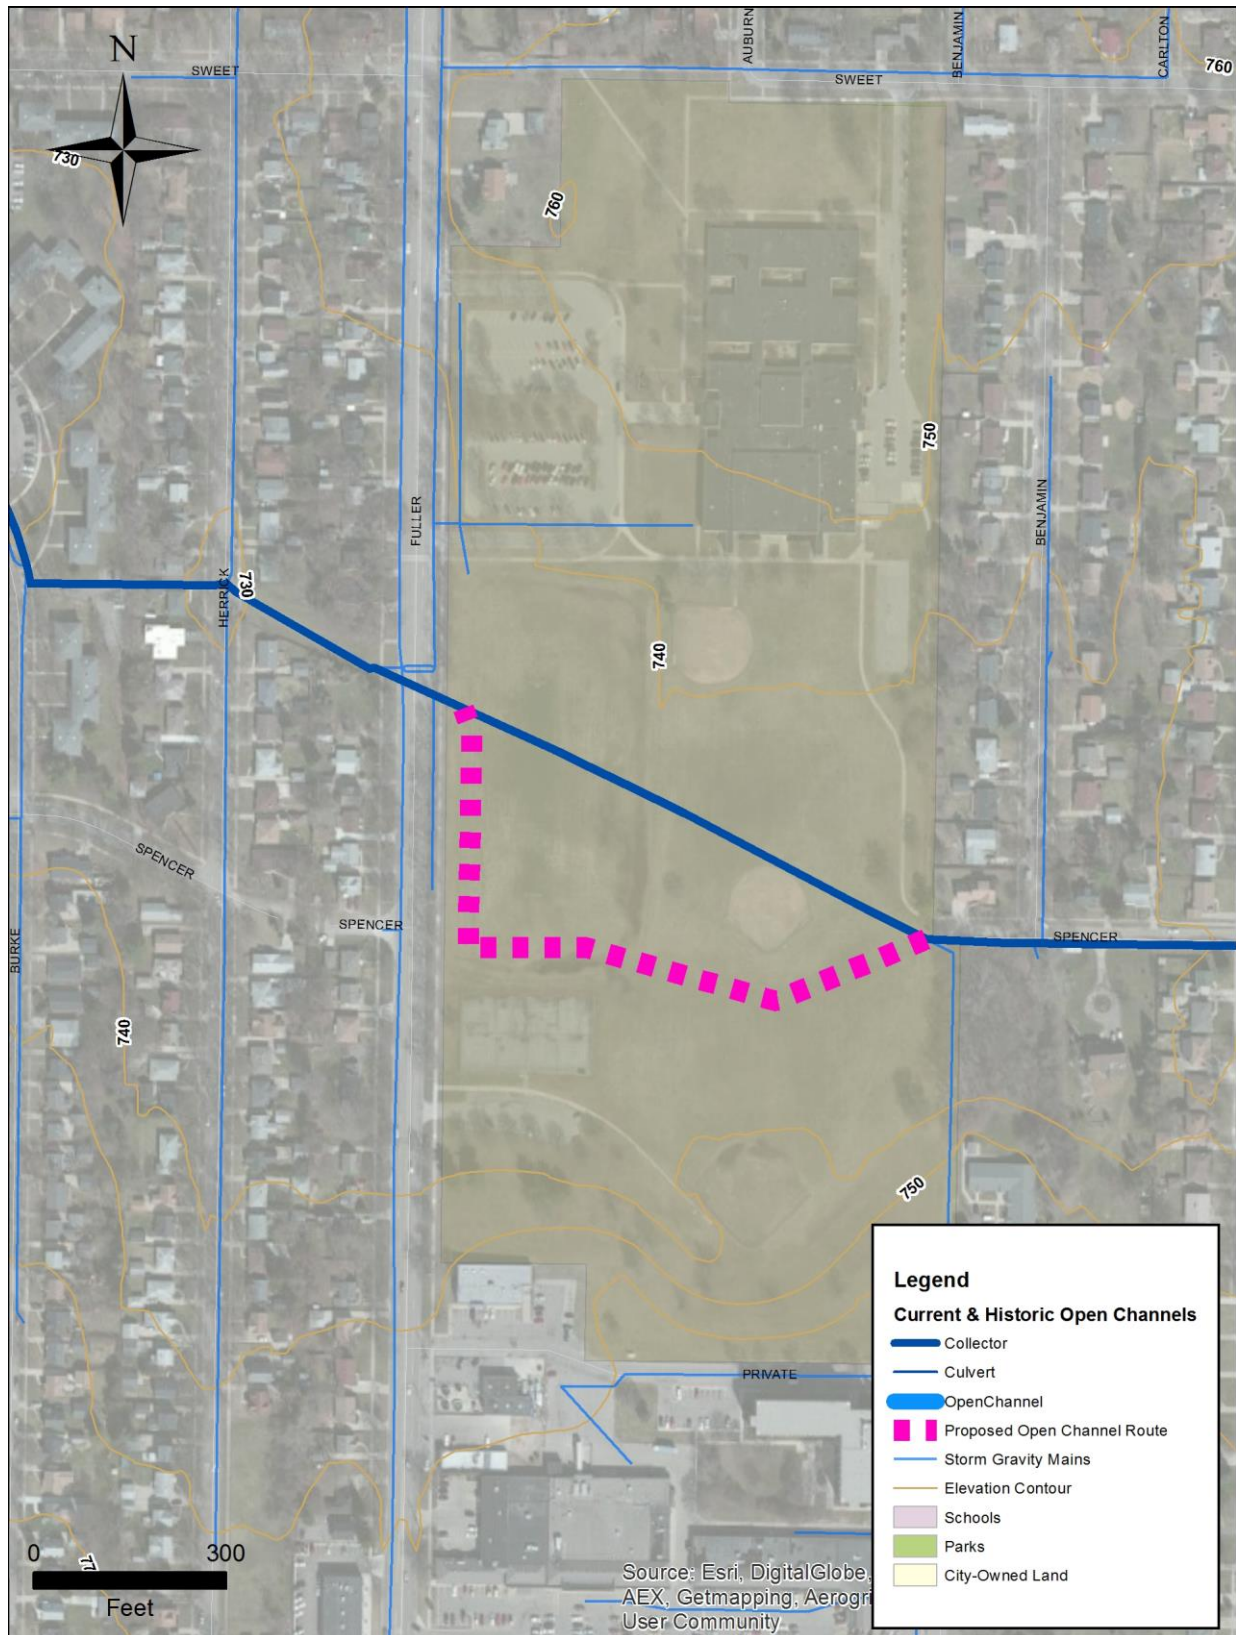 N
AUBURN
BENJAMIN
CARLTON
760
SWEET
SWEET
730
760
750
FULLER
BENJAMIN
730
HERRICK
740
SPENCER
SPENCER
SPENCER
BURKE
740
750
PRIVATE
0 300
Feet
77
Source: Esri, DigitalGlobe,
AEX, Getmapping, Aerogri
User Community
Legend
Current & Historic Open Channels
Collector
Culvert
OpenChannel
Proposed Open Channel Route
Storm Gravity Mains
Elevation Contour
Schools
Parks
City-Owned Land